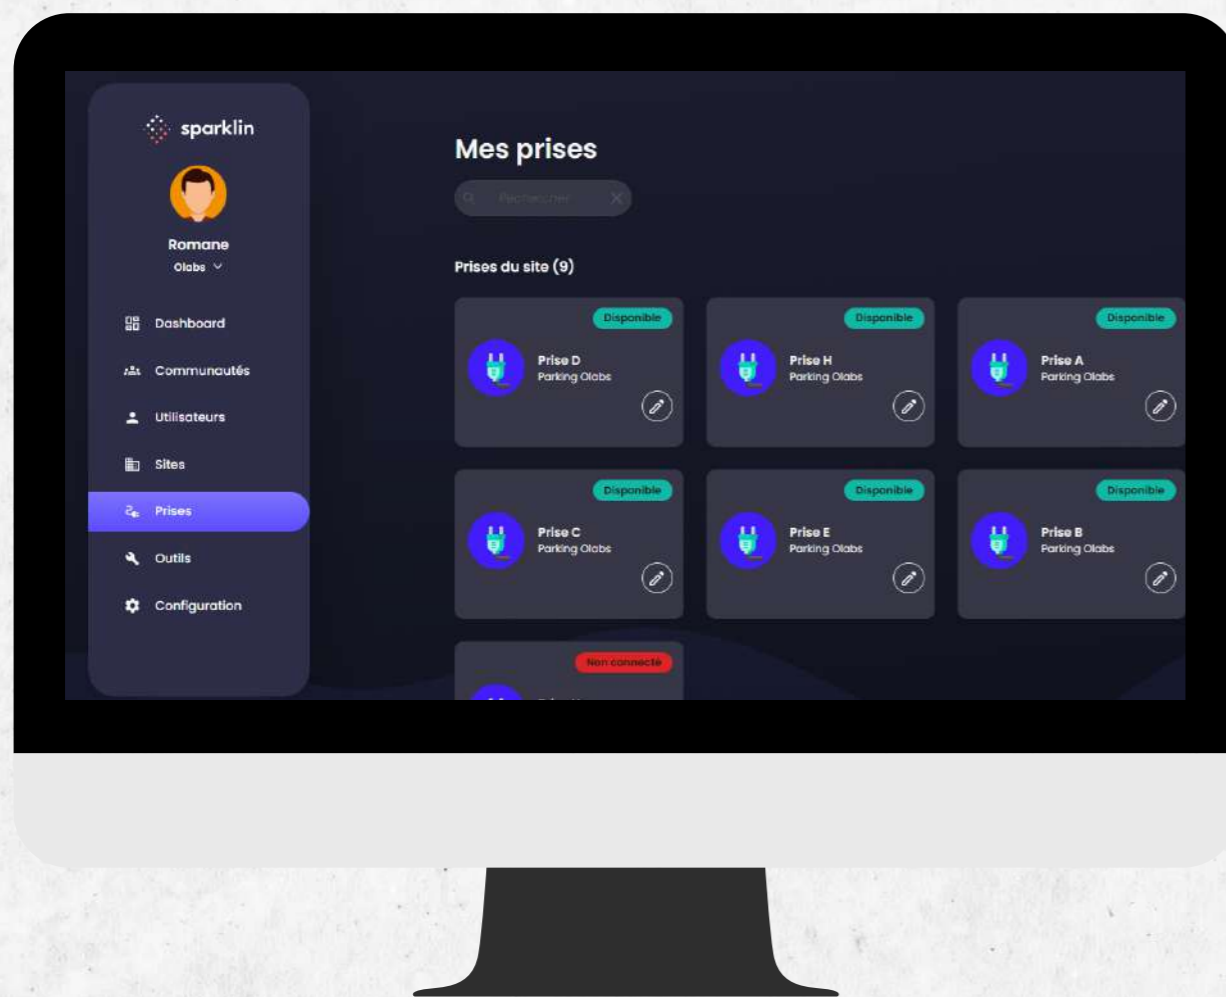 sparklin
Romane
Olabs
Dashboard
Communautés
Utilisateurs
Sites
Prises
Outils
Configuration
Mes prises
Rechercher
Prises du site (9)
Disponible
Prise D
Parking Olabs
Disponible
Prise H
Parking Olabs
Disponible
Prise A
Parking Olabs
Disponible
Prise C
Parking Olabs
Disponible
Prise E
Parking Olabs
Disponible
Prise B
Parking Olabs
Non connecté